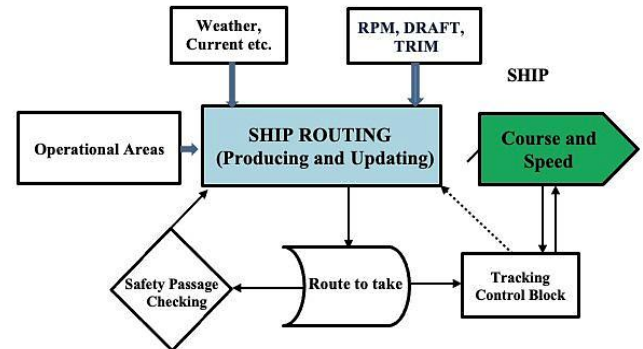 Weather,
Current etc.
RPM, DRAFT,
TRIM
SHIP
Operational Areas
SHIP ROUTING
(Producing and Updating)
Course and
Speed
Safety Passage
Checking
Route to take
Tracking
Control Block